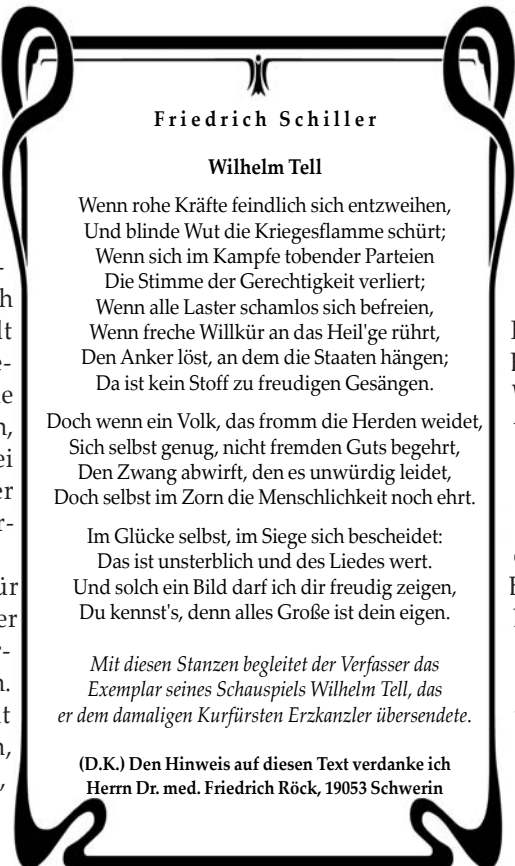 Friedrich Schiller
Wilhelm Tell
Wenn rohe Kräfte feindlich sich entzweihen,
Und blinde Wut die Kriegesflamme schürt;
Wenn sich im Kampfe tobender Parteien
Die Stimme der Gerechtigkeit verliert;
Wenn alle Laster schamlos sich befreien,
Wenn freche Willkür an das Heil'ge rührt,
Den Anker löst, an dem die Staaten hängen;
Da ist kein Stoff zu freudigen Gesängen.
Doch wenn ein Volk, das fromm die Herden weidet,
Sich selbst genug, nicht fremden Guts begehrt,
Den Zwang abwirft, den es unwürdig leidet,
Doch selbst im Zorn die Menschlichkeit noch ehrt.
Im Glücke selbst, im Siege sich bescheidet:
Das ist unsterblich und des Liedes wert.
Und solch ein Bild darf ich dir freudig zeigen,
Du kennst's, denn alles Große ist dein eigen.
Mit diesen Stanzen begleitet der Verfasser das
Exemplar seines Schauspiels Wilhelm Tell, das
er dem damaligen Kurfürsten Erzkanzler übersendete.
(D.K.) Den Hinweis auf diesen Text verdanke ich
Herrn Dr. med. Friedrich Röck, 19053 Schwerin